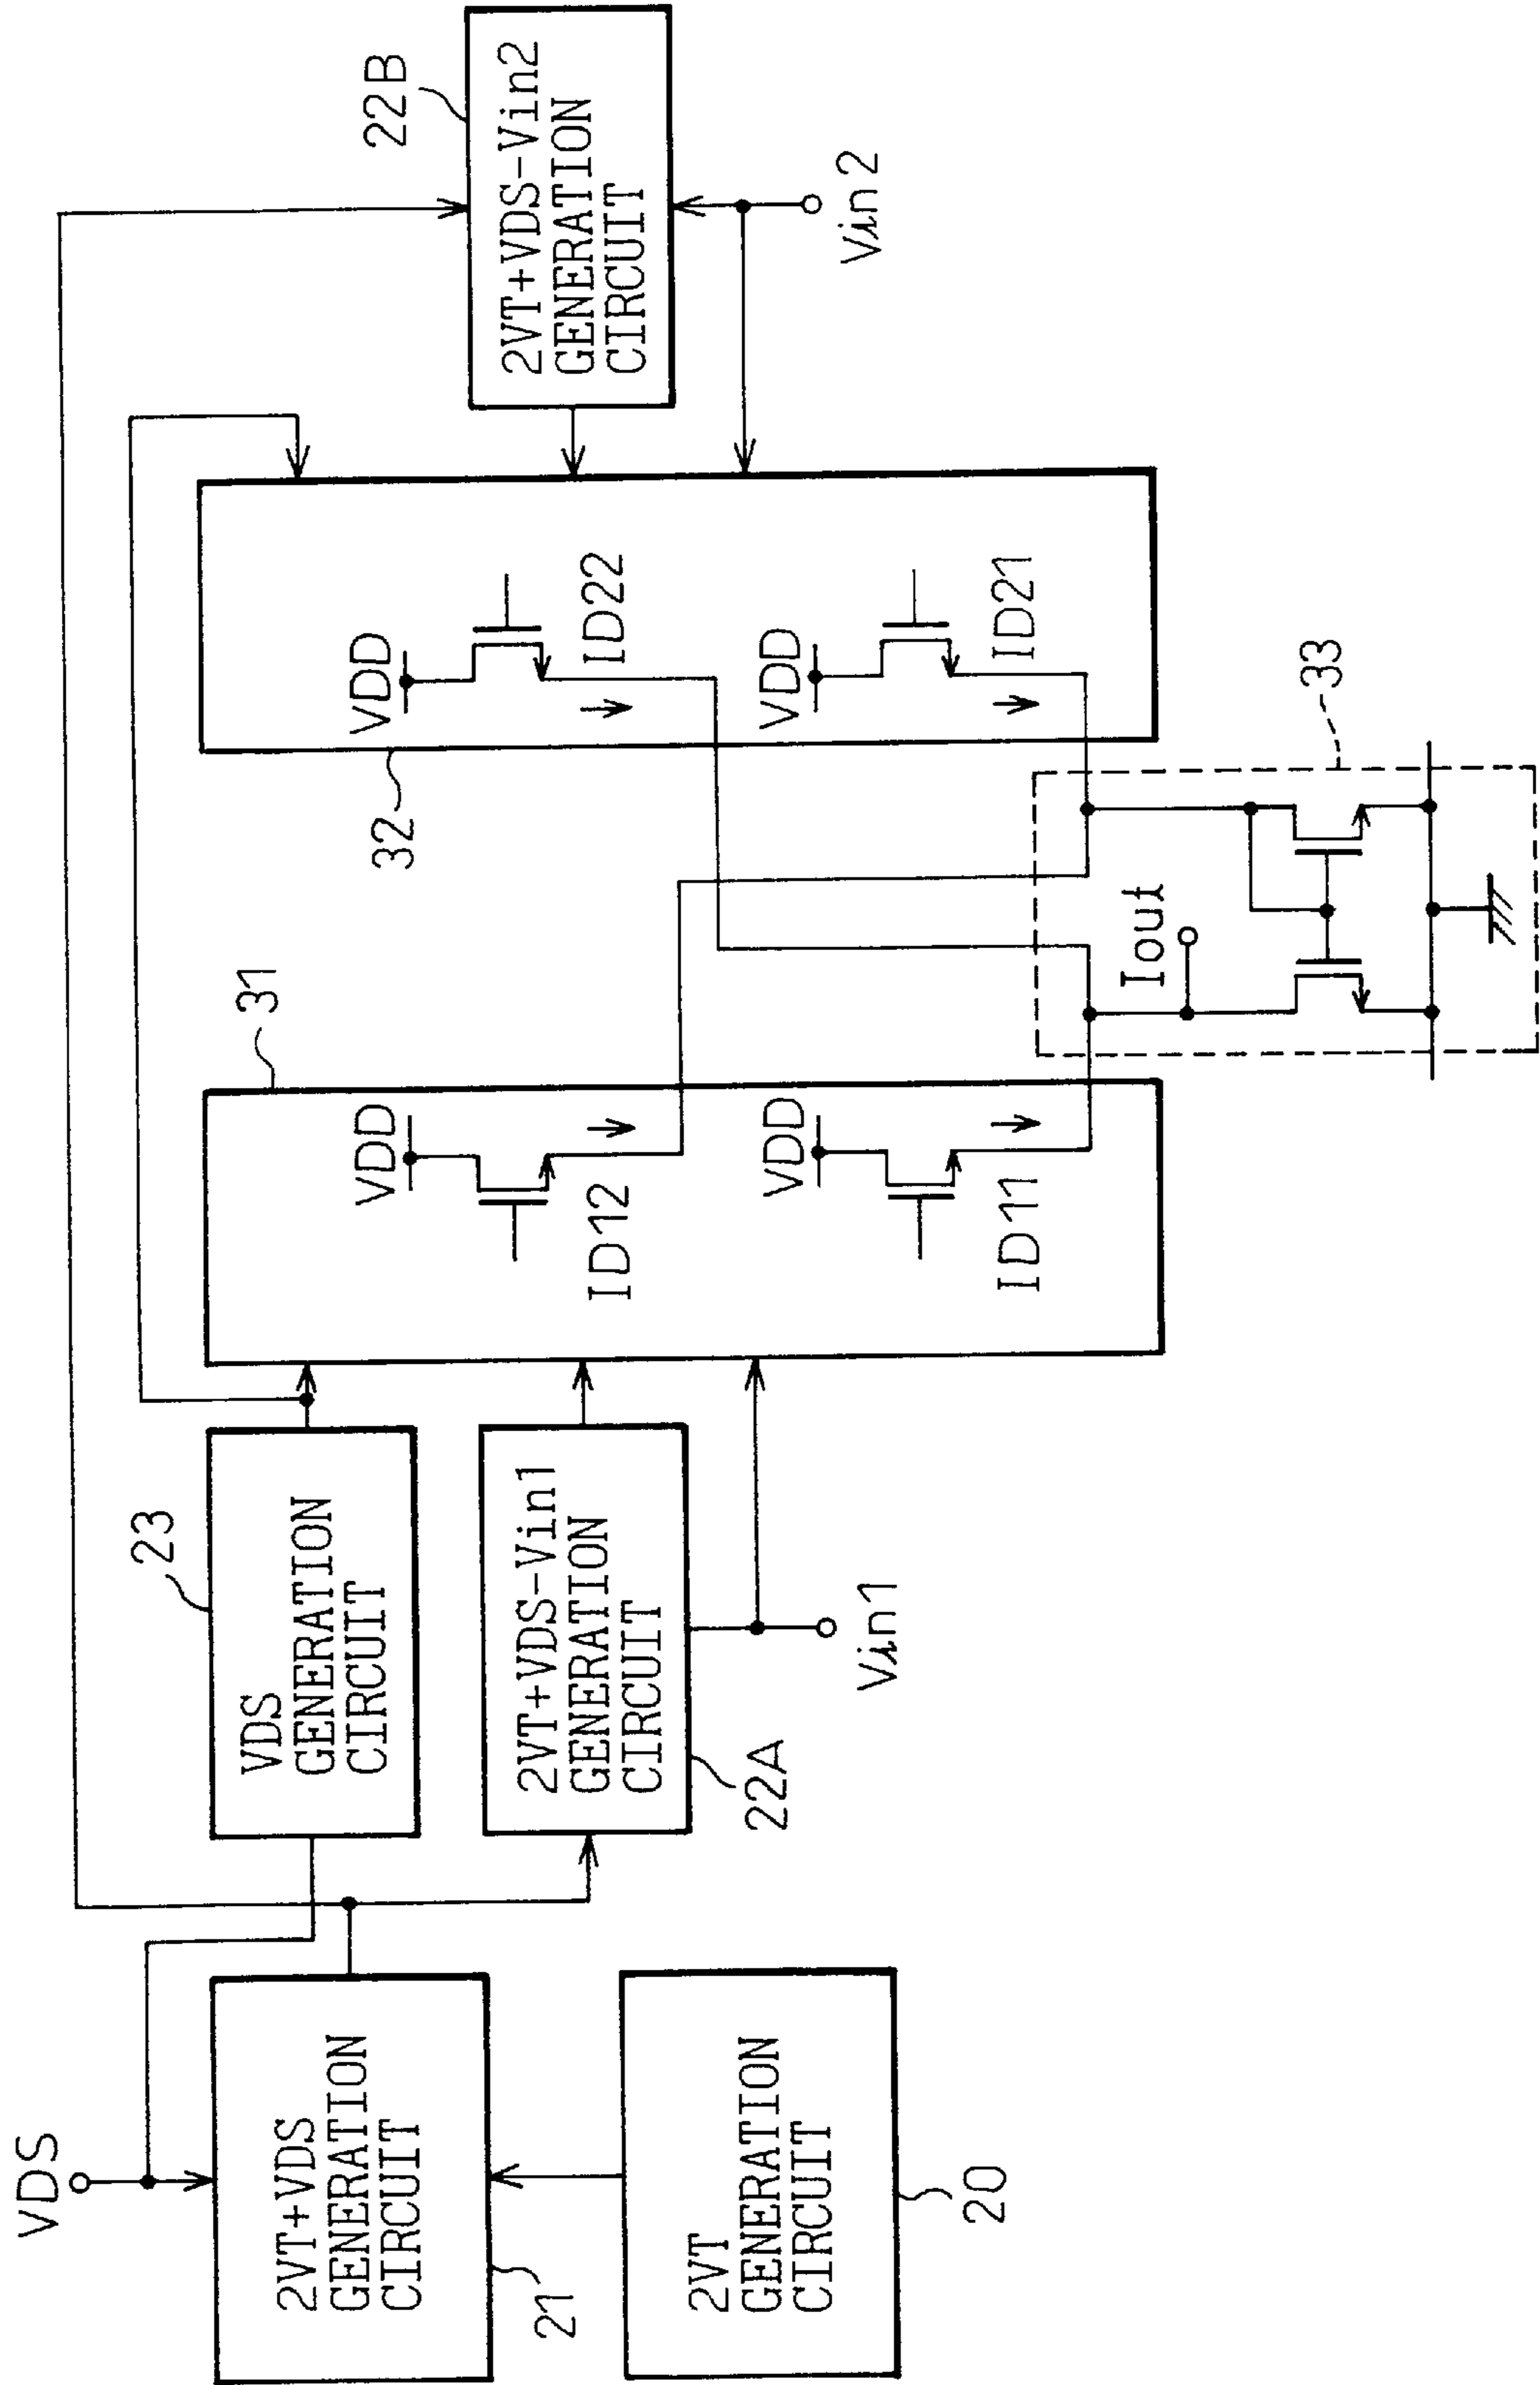 VDS
2VT+VDS
GENERATION
CIRCUIT
21
2VT
GENERATION
CIRCUIT
20
23
VDS
GENERATION
CIRCUIT
2VT+VDS-Vin1
GENERATION
CIRCUIT
22A
Vin1
31
VDD
ID12
VDD
ID11
32
VDD
ID22
VDD
ID21
Iout
33
22B
2VT+VDS-Vin2
GENERATION
CIRCUIT
Vin2